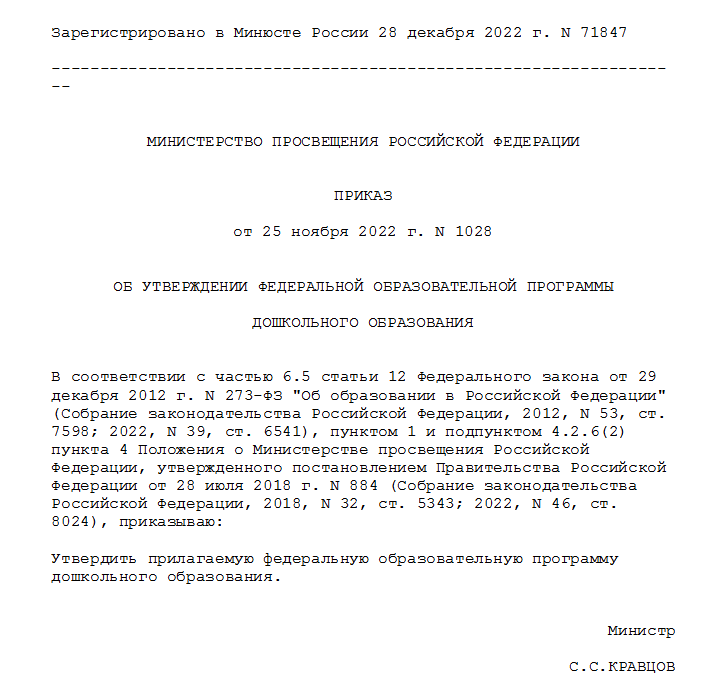 Зарегистрировано в Минюсте России 28 декабря 2022 г. N 71847
----------------------------------------------------------------
--
МИНИСТЕРСТВО ПРОСВЕЩЕНИЯ РОССИЙСКОЙ ФЕДЕРАЦИИ
ПРИКАЗ
от 25 ноября 2022 г. N 1028
ОБ УТВЕРЖДЕНИИ ФЕДЕРАЛЬНОЙ ОБРАЗОВАТЕЛЬНОЙ ПРОГРАММЫ
ДОШКОЛЬНОГО ОБРАЗОВАНИЯ
В соответствии с частью 6.5 статьи 12 Федерального закона от 29
декабря 2012 г. N 273-ФЗ "Об образовании в Российской Федерации"
(Собрание законодательства Российской Федерации, 2012, N 53, ст.
7598; 2022, N 39, ст. 6541), пунктом 1 и подпунктом 4.2.6(2)
пункта 4 Положения о Министерстве просвещения Российской
Федерации, утвержденного постановлением Правительства Российской
Федерации от 28 июля 2018 г. N 884 (Собрание законодательства
Российской Федерации, 2018, N 32, ст. 5343; 2022, N 46, ст.
8024), приказываю:
Утвердить прилагаемую федеральную образовательную программу
дошкольного образования.
Министр
С.С.КРАВЦОВ